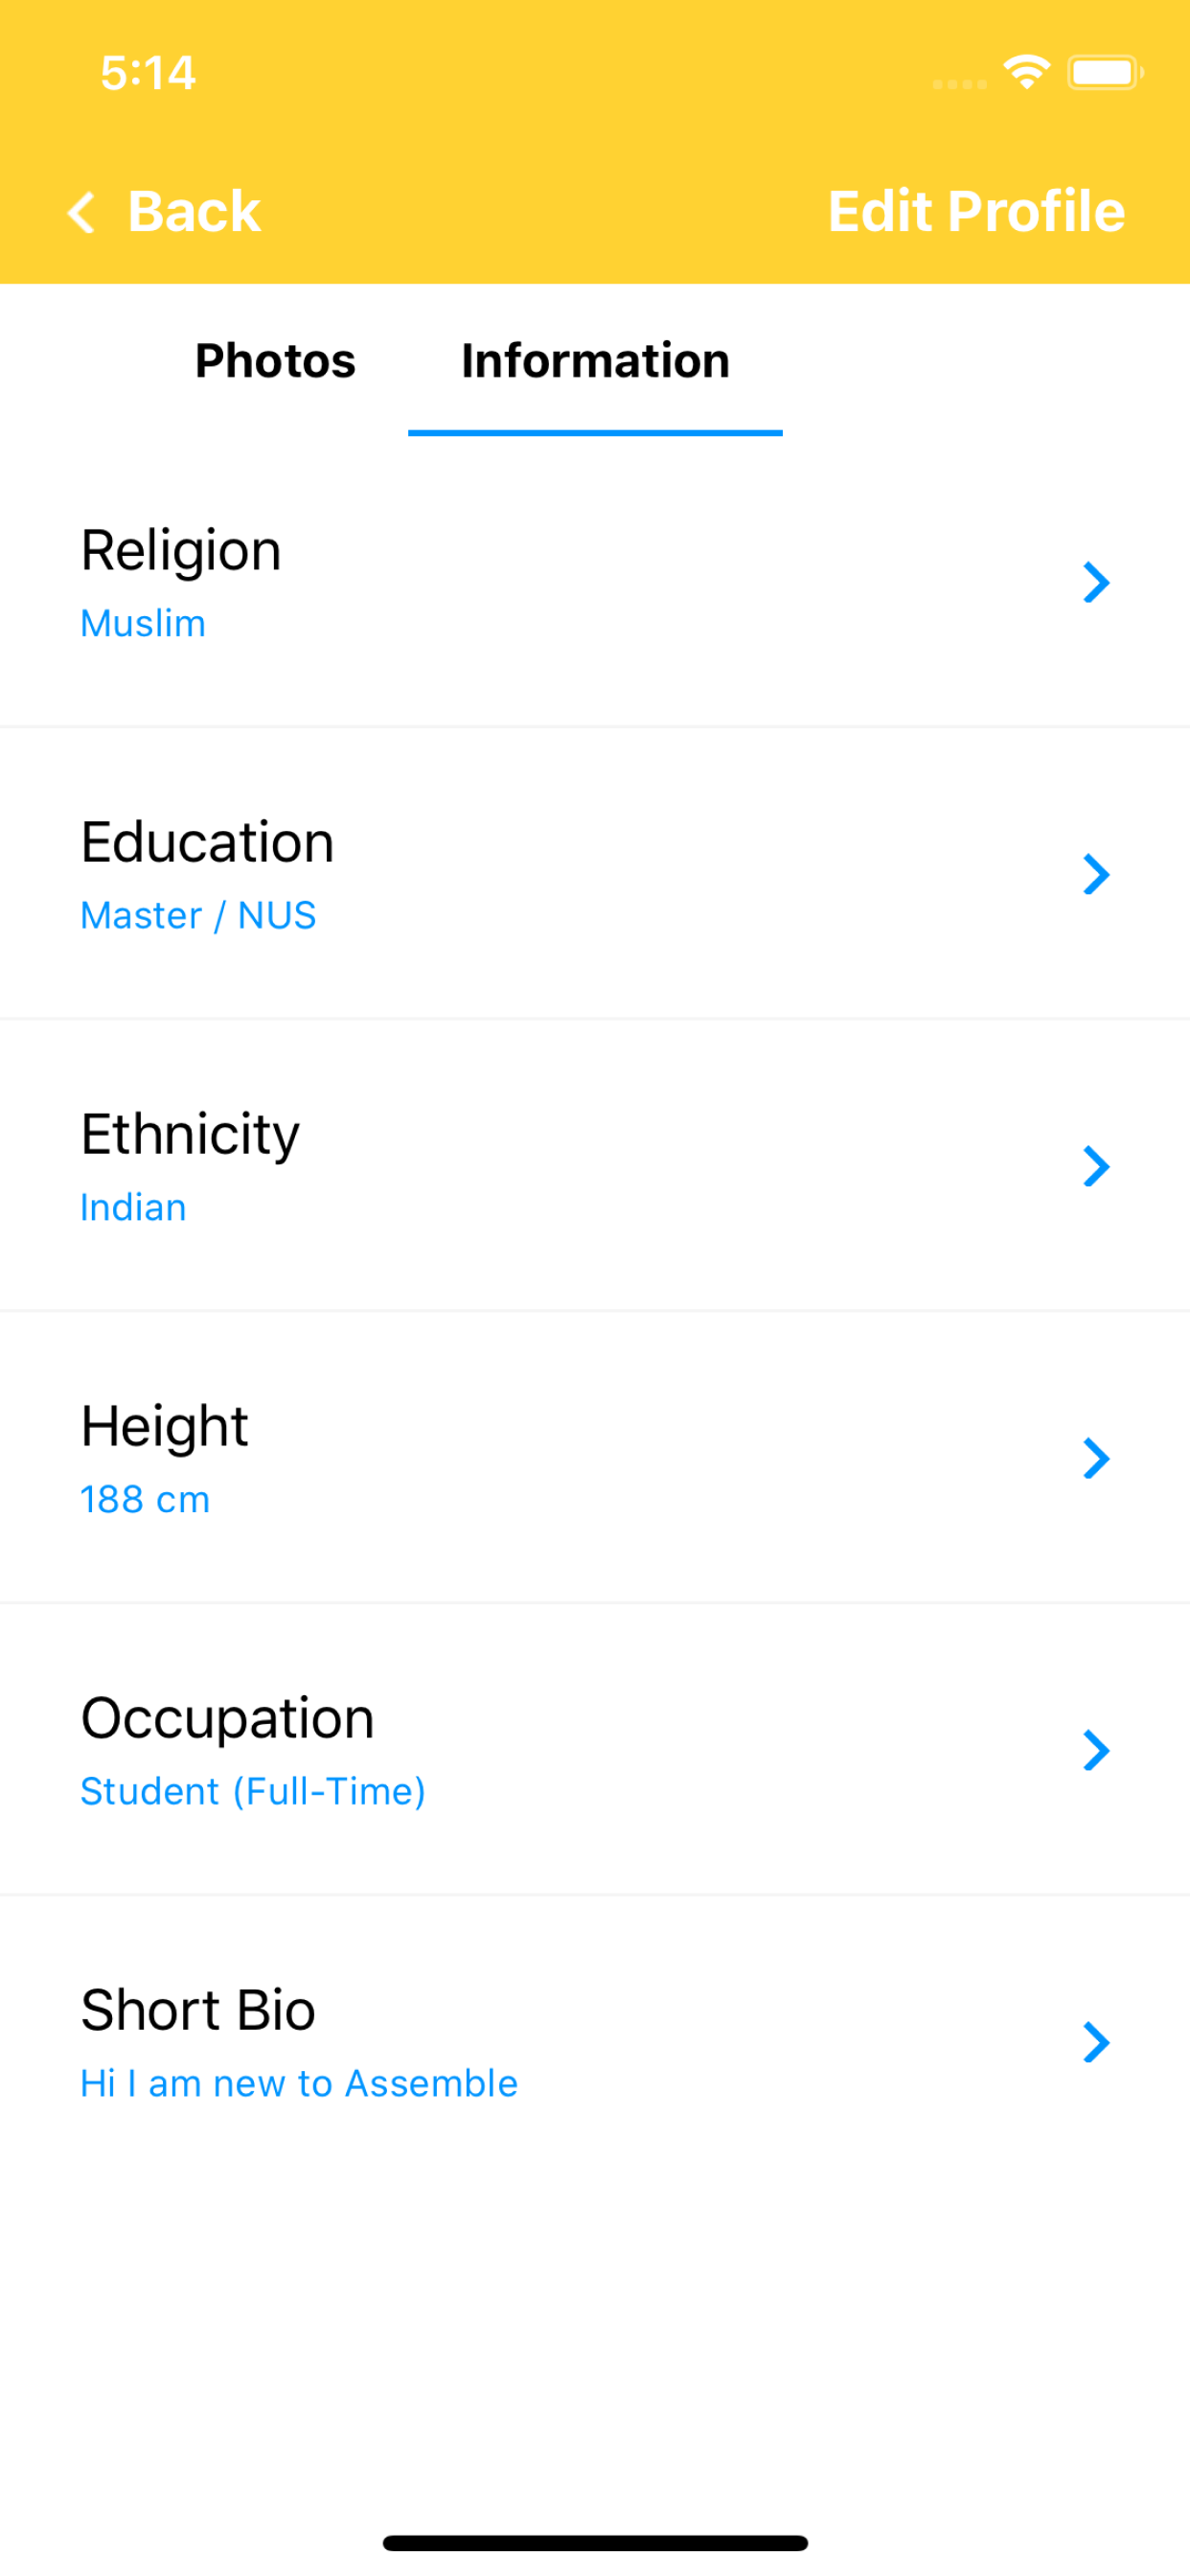 5:14
Back
Edit Profile
Photos
Information
Religion
Muslim
Education
Master / NUS
Ethnicity
Indian
Height
188 cm
Occupation
Student (Full-Time)
Short Bio
Hi I am new to Assemble